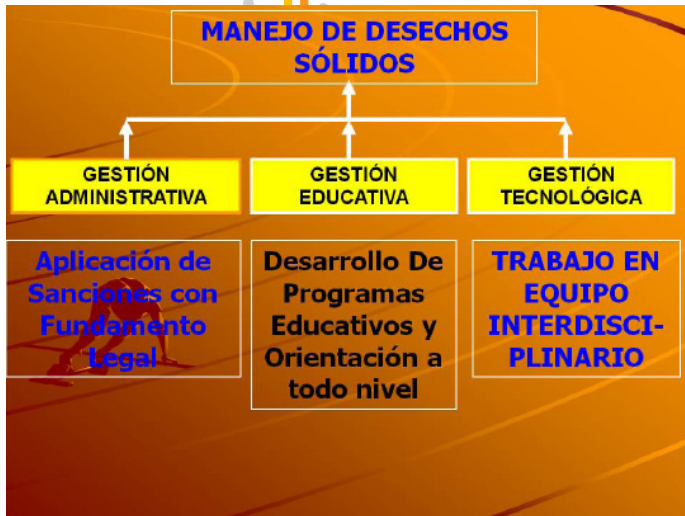 MANEJO DE DESECHOS
SÓLIDOS
GESTIÓN
ADMINISTRATIVA
GESTIÓN
EDUCATIVA
GESTIÓN
TECNOLÓGICA
Aplicación de
Sanciones con
Fundamento
Legal
Desarrollo De
Programas
Educativos y
Orientación a
todo nivel
TRABAJO EN
EQUIPO
INTERDISCI-
PLINARIO